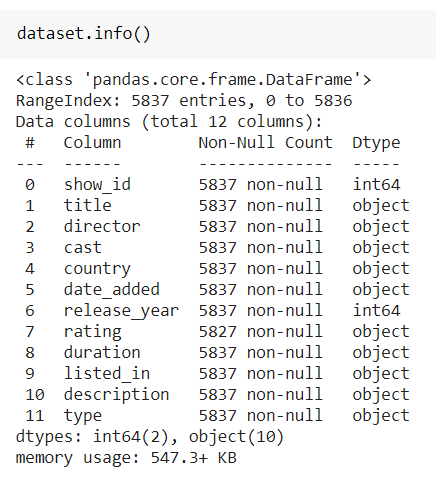 dataset.info()
<class 'pandas.core.frame.DataFrame'>
RangeIndex: 5837 entries, 0 to 5836
Data columns (total 12 columns):
 #   Column        Non-Null Count  Dtype
---  ------        --------------  -----
 0   show_id       5837 non-null   int64
 1   title         5837 non-null   object
 2   director      5837 non-null   object
 3   cast          5837 non-null   object
 4   country       5837 non-null   object
 5   date_added    5837 non-null   object
 6   release_year  5837 non-null   int64
 7   rating        5827 non-null   object
 8   duration      5837 non-null   object
 9   listed_in     5837 non-null   object
 10  description   5837 non-null   object
 11  type          5837 non-null   object
dtypes: int64(2), object(10)
memory usage: 547.3+ KB